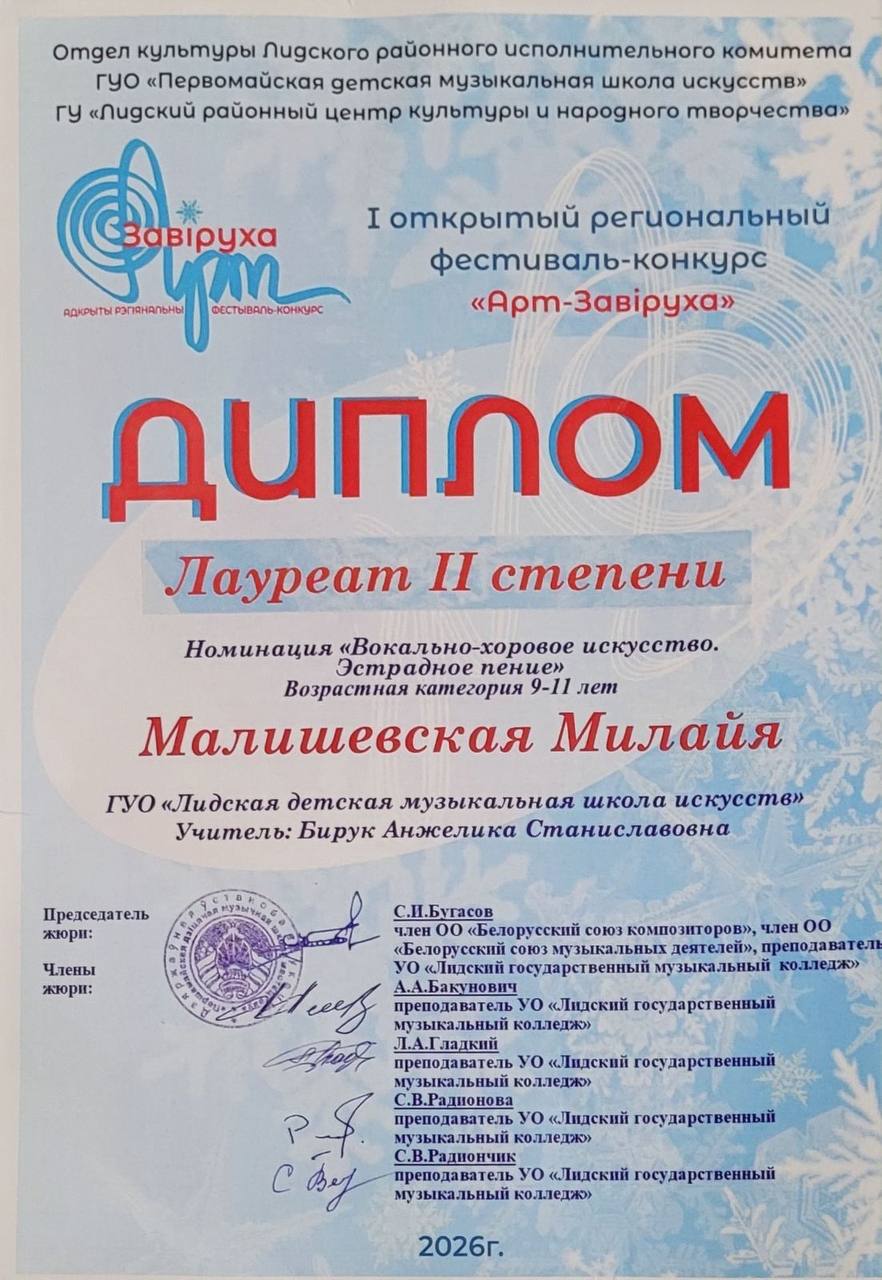 Отдел культуры Лидского районного исполнительного комитета
ГУО «Первомайская детская музыкальная школа искусств»
ГУ «Лидский районный центр культуры и народного творчества»
Завіруха
Арт
АДКРЫТЫ РЭГІЯНАЛЬНЫ ФЕСТЫВАЛЬ-КОНКУРС
I открытый региональный
фестиваль-конкурс
«Арт-Завіруха»
ДИПЛОМ
Лауреат II степени
Номинация «Вокально-хоровое искусство.
Эстрадное пение»
Возрастная категория 9-11 лет
Малишевская Милайя
ГУО «Лидская детская музыкальная школа искусств»
Учитель: Бирук Анжелика Станиславовна
Председатель
жюри:
С.И.Бугасов
член ОО «Белорусский союз композиторов», член ОО
«Белорусский союз музыкальных деятелей», преподаватель
УО «Лидский государственный музыкальный колледж»
Члены
жюри:
А.А.Бакунович
преподаватель УО «Лидский государственный
музыкальный колледж»
Л.А.Гладкий
преподаватель УО «Лидский государственный
музыкальный колледж»
С.В.Радионова
преподаватель УО «Лидский государственный
музыкальный колледж»
С.В.Радиончик
преподаватель УО «Лидский государственный
музыкальный колледж»
2026г.